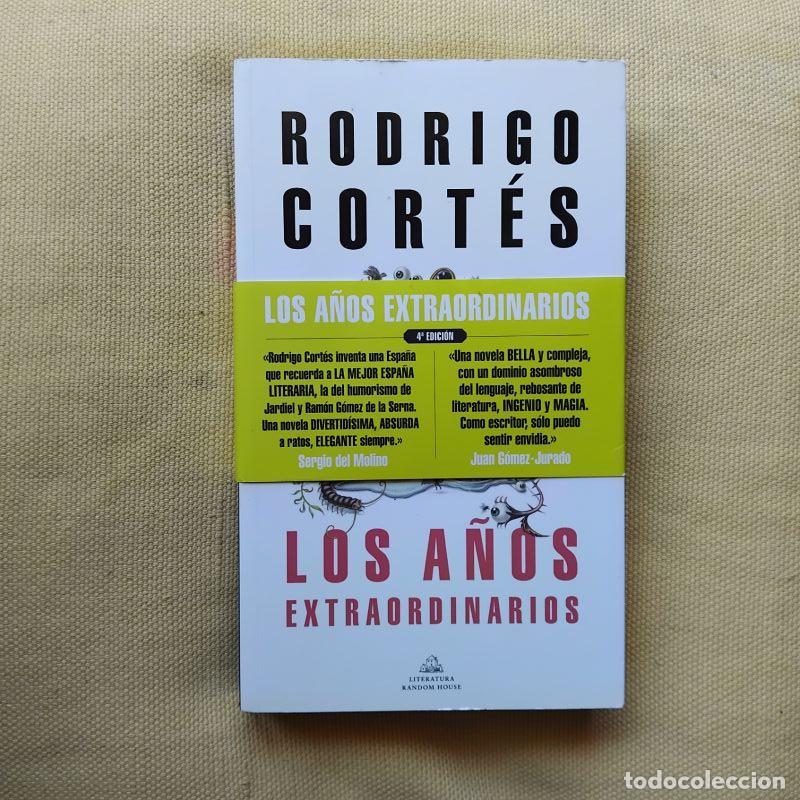 RODRIGO
CORTÉS
LOS AÑOS EXTRAORDINARIOS
4ª EDICIÓN
«Rodrigo Cortés inventa una España
que recuerda a LA MEJOR ESPAÑA
LITERARIA, la del humorismo de
Jardiel y Ramón Gómez de la Serna.
Una novela DIVERTIDÍSIMA, ABSURDA
a ratos, ELEGANTE siempre.»
Sergio del Molino
«Una novela BELLA y compleja,
con un dominio asombroso
del lenguaje, rebosante de
literatura, INGENIO y MAGIA.
Como escritor, sólo puedo
sentir envidia.»
Juan Gómez-Jurado
LOS AÑOS
EXTRAORDINARIOS
LITERATURA
RANDOM HOUSE
todocoleccion